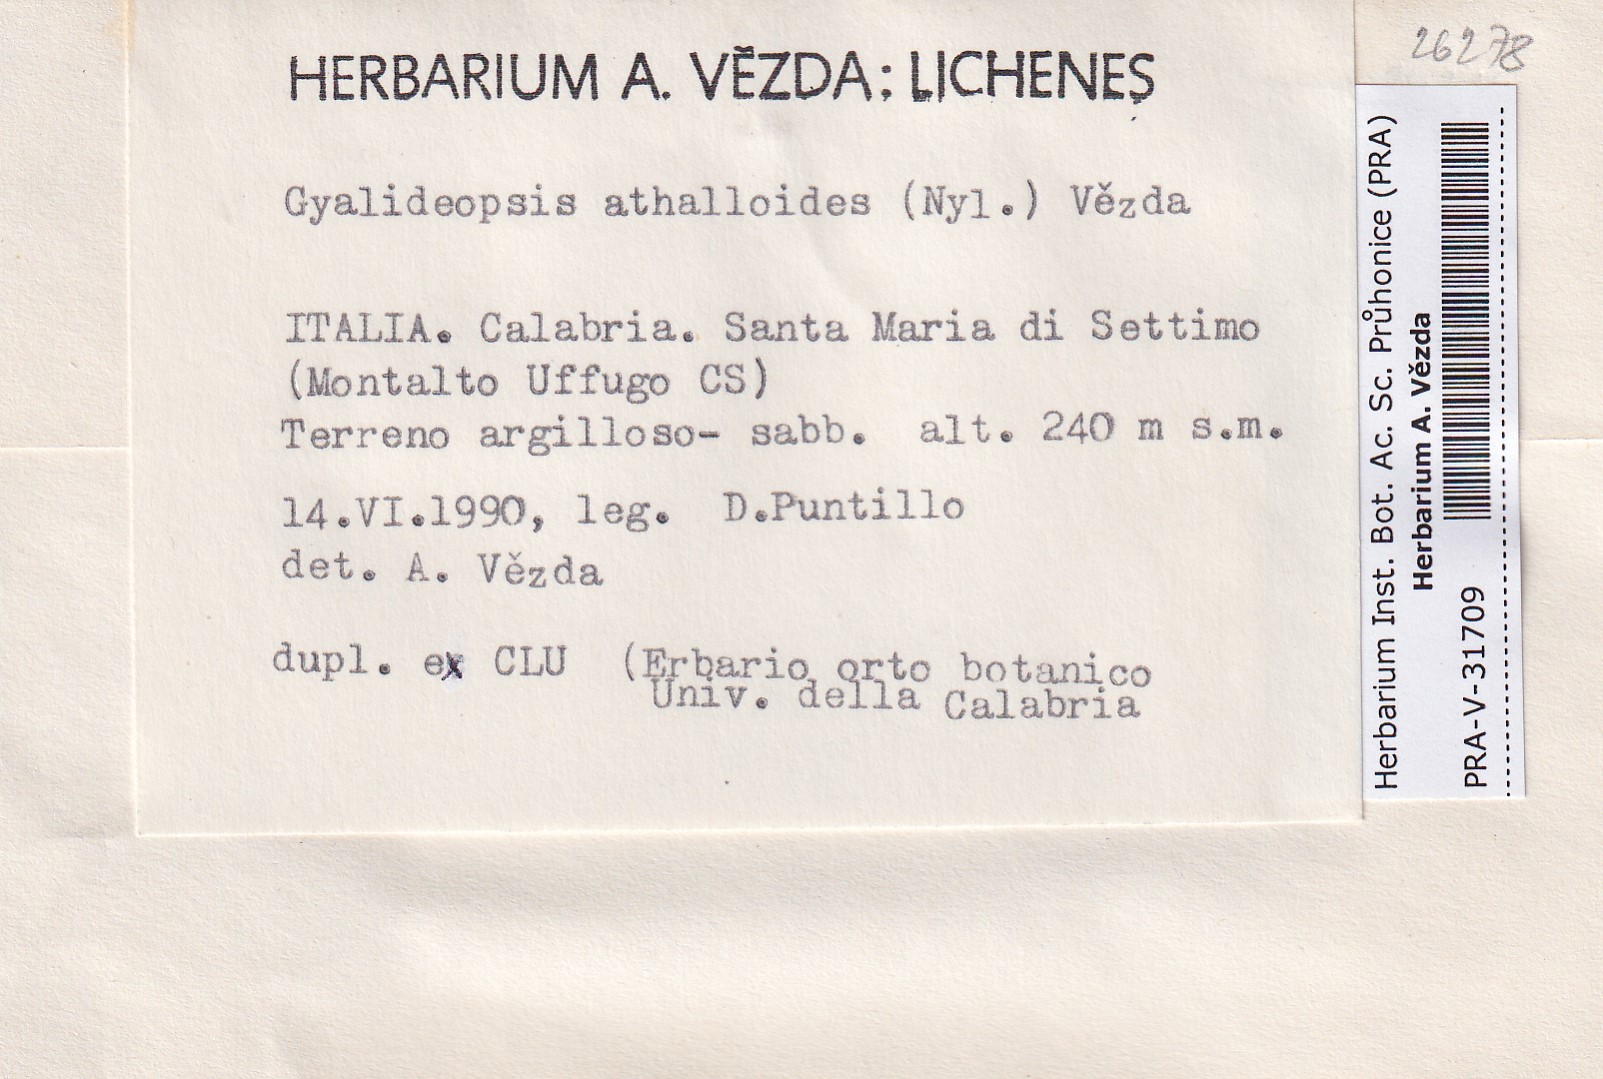 HERBARIUM A. VĚZDA: LICHENES
Gyalideopsis athalloides (Nyl.) Vězda
ITALIA. Calabria. Santa Maria di Settimo
(Montalto Uffugo CS)
Terreno argilloso- sabb. alt. 240 m s.m.
14.VI.1990, leg. D.Puntillo
det. A. Vězda
dupl. ex CLU (Erbario orto botanico
Univ. della Calabria
26278
Herbarium Inst. Bot. Ac. Sc. Průhonice (PRA)
Herbarium A. Vězda
PRA-V-31709